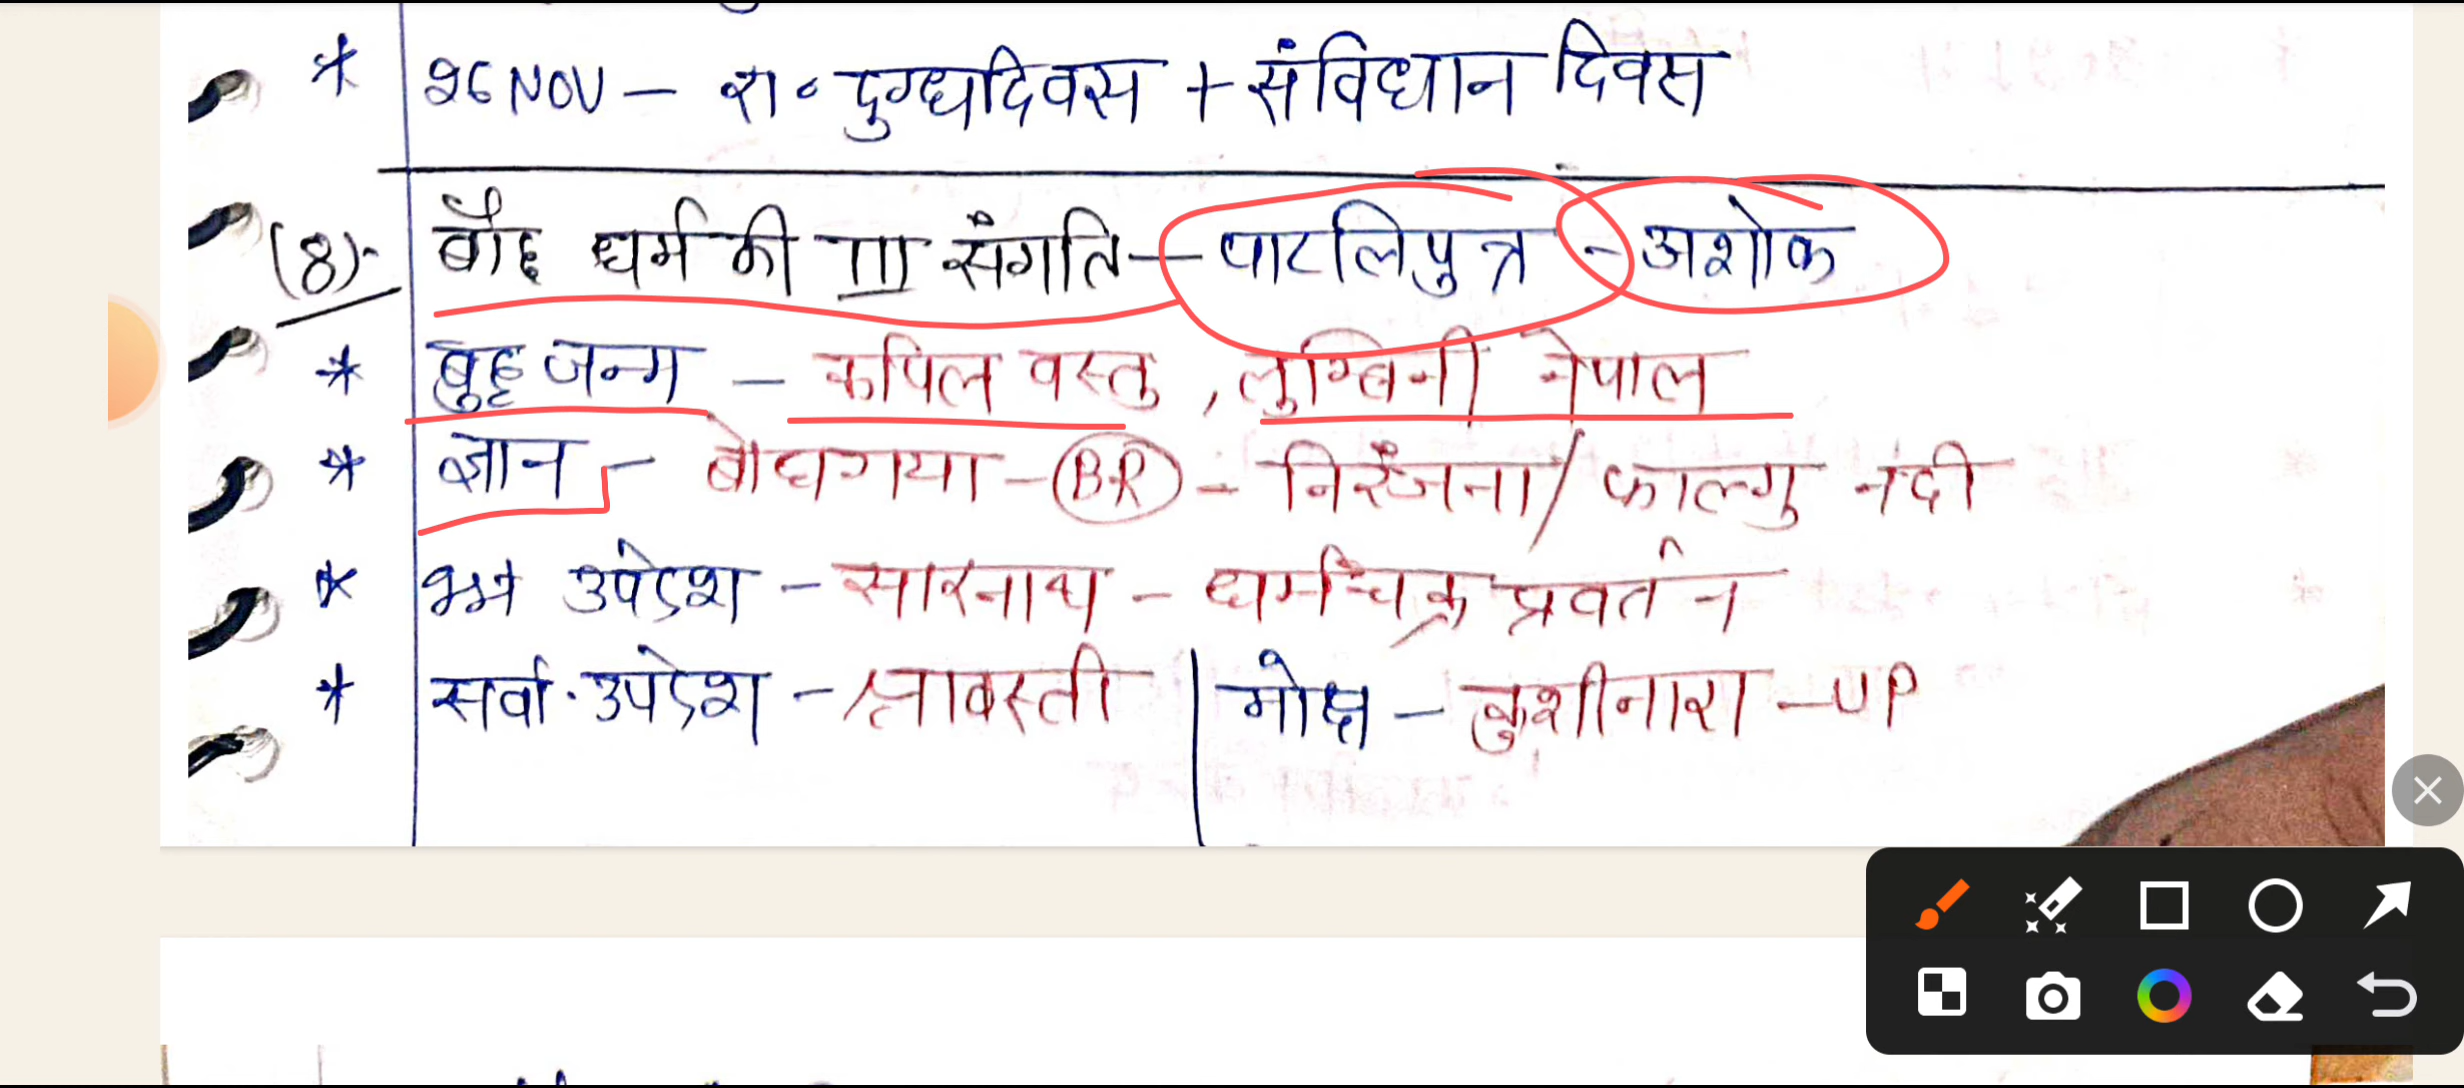 * 26 NOV – रा॰ दुग्धदिवस + संविधान दिवस
(8)- बौद्ध धर्म की III संगति – पाटलिपुत्र – अशोक
* बुद्ध जन्म – कपिल वस्तु , लुम्बिनी नेपाल
* ज्ञान – बोधगया – (BR) – निरंजना/फाल्गु नदी
* प्रथम उपदेश – सारनाथ – धर्मचक्र प्रवर्तन
* सर्वा. उपदेश – श्रावस्ती | मोक्ष – कुशीनारा – UP